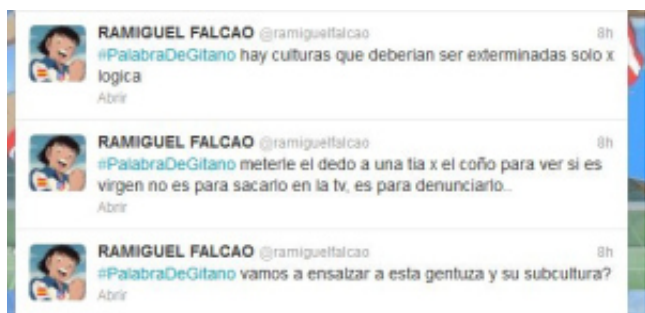 RAMIGUEL FALCAO @ramiguelfalcao 8h
#PalabraDeGitano hay culturas que deberian ser exterminadas solo x
logica
Abrir
RAMIGUEL FALCAO @ramiguelfalcao 8h
#PalabraDeGitano meterle el dedo a una tia x el coño para ver si es
virgen no es para sacarlo en la tv, es para denunciarlo..
Abrir
RAMIGUEL FALCAO @ramiguelfalcao 8h
#PalabraDeGitano vamos a ensalzar a esta gentuza y su subcultura?
Abrir